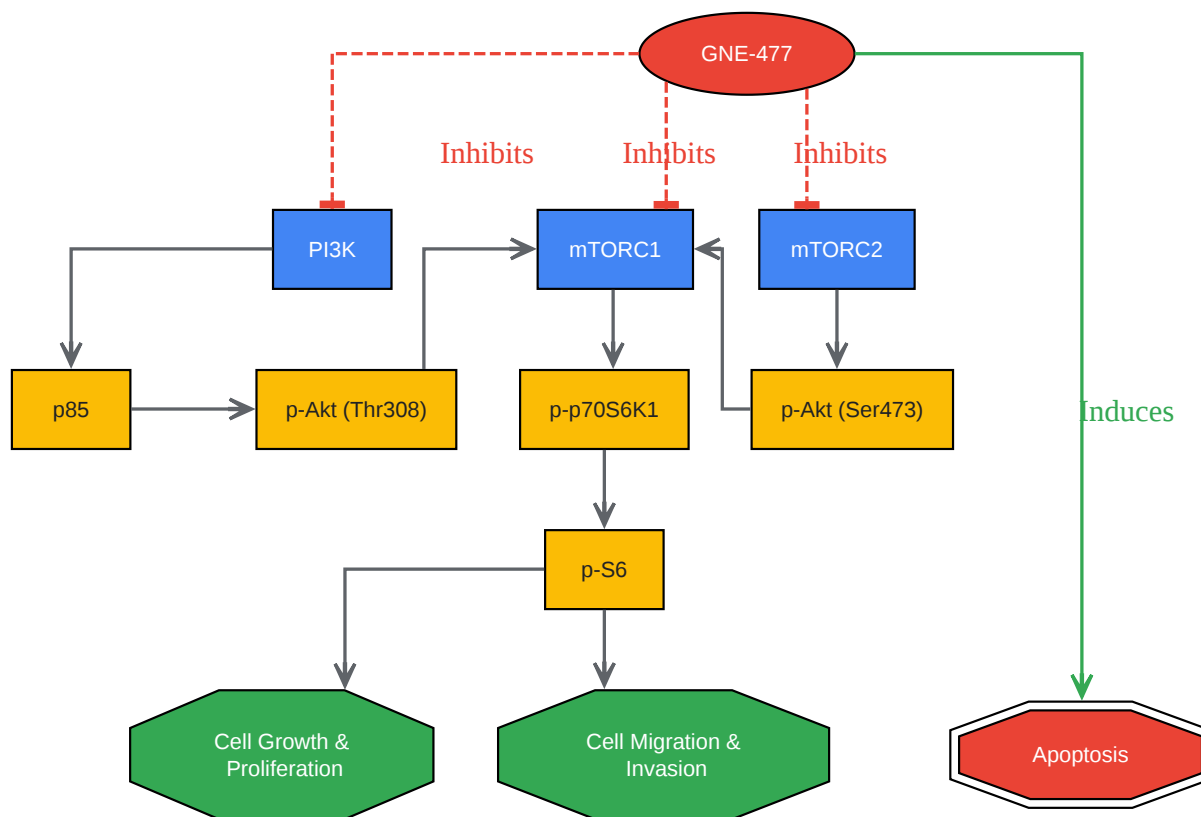 GNE-477
Inhibits
Inhibits
Inhibits
PI3K
mTORC1
mTORC2
p85
p-Akt (Thr308)
p-p70S6K1
p-Akt (Ser473)
Induces
p-S6
Cell Growth &
Proliferation
Cell Migration &
Invasion
Apoptosis